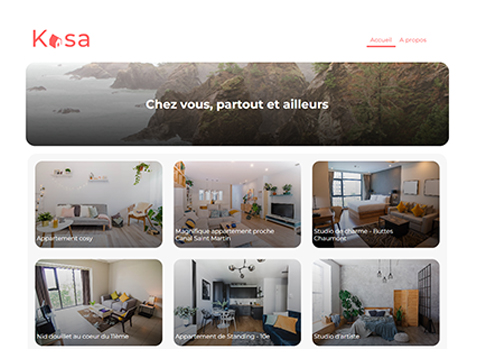 Kasa
Accueil A propos
Chez vous, partout et ailleurs
Appartement cosy
Magnifique appartement proche
Canal Saint Martin
Studio de charme - Buttes
Chaumont
Nid douillet au coeur du 11ème
Appartement de Standing - 10e
Studio d'artiste